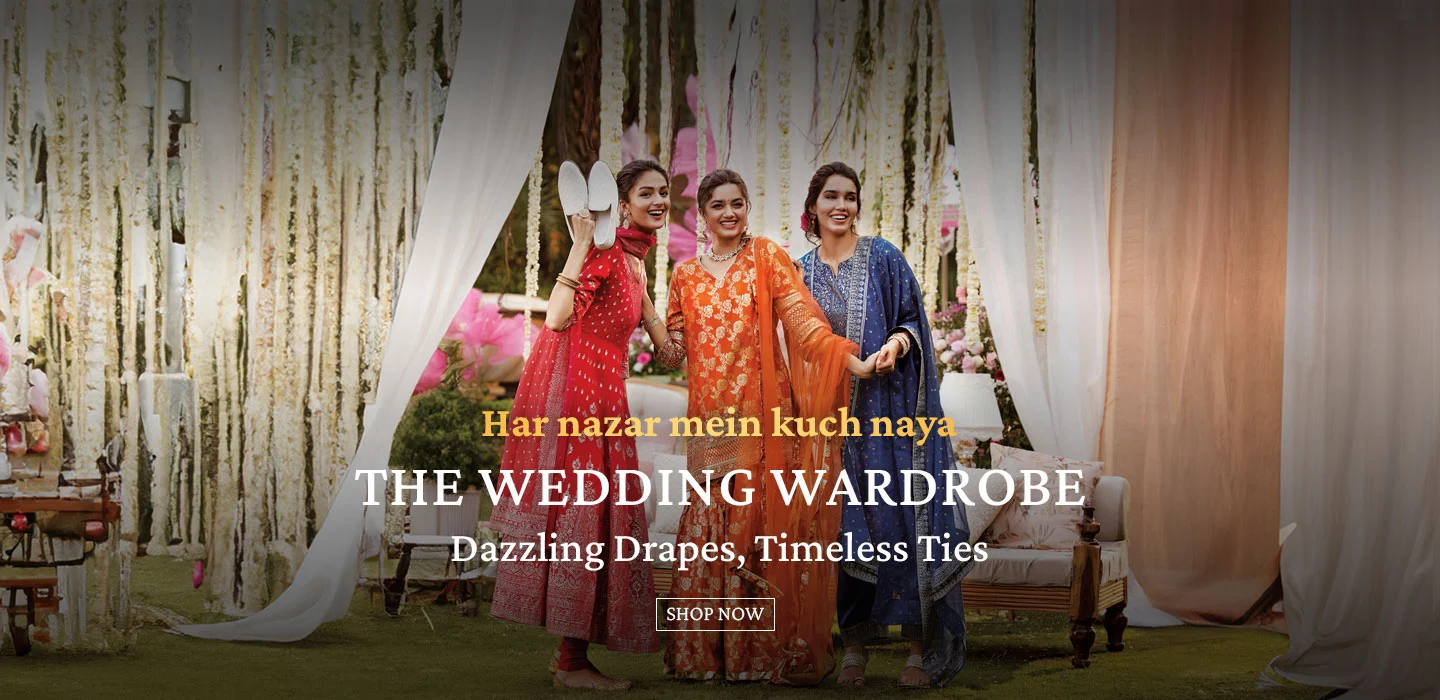 Har nazar mein kuch naya
THE WEDDING WARDROBE
Dazzling Drapes, Timeless Ties
SHOP NOW